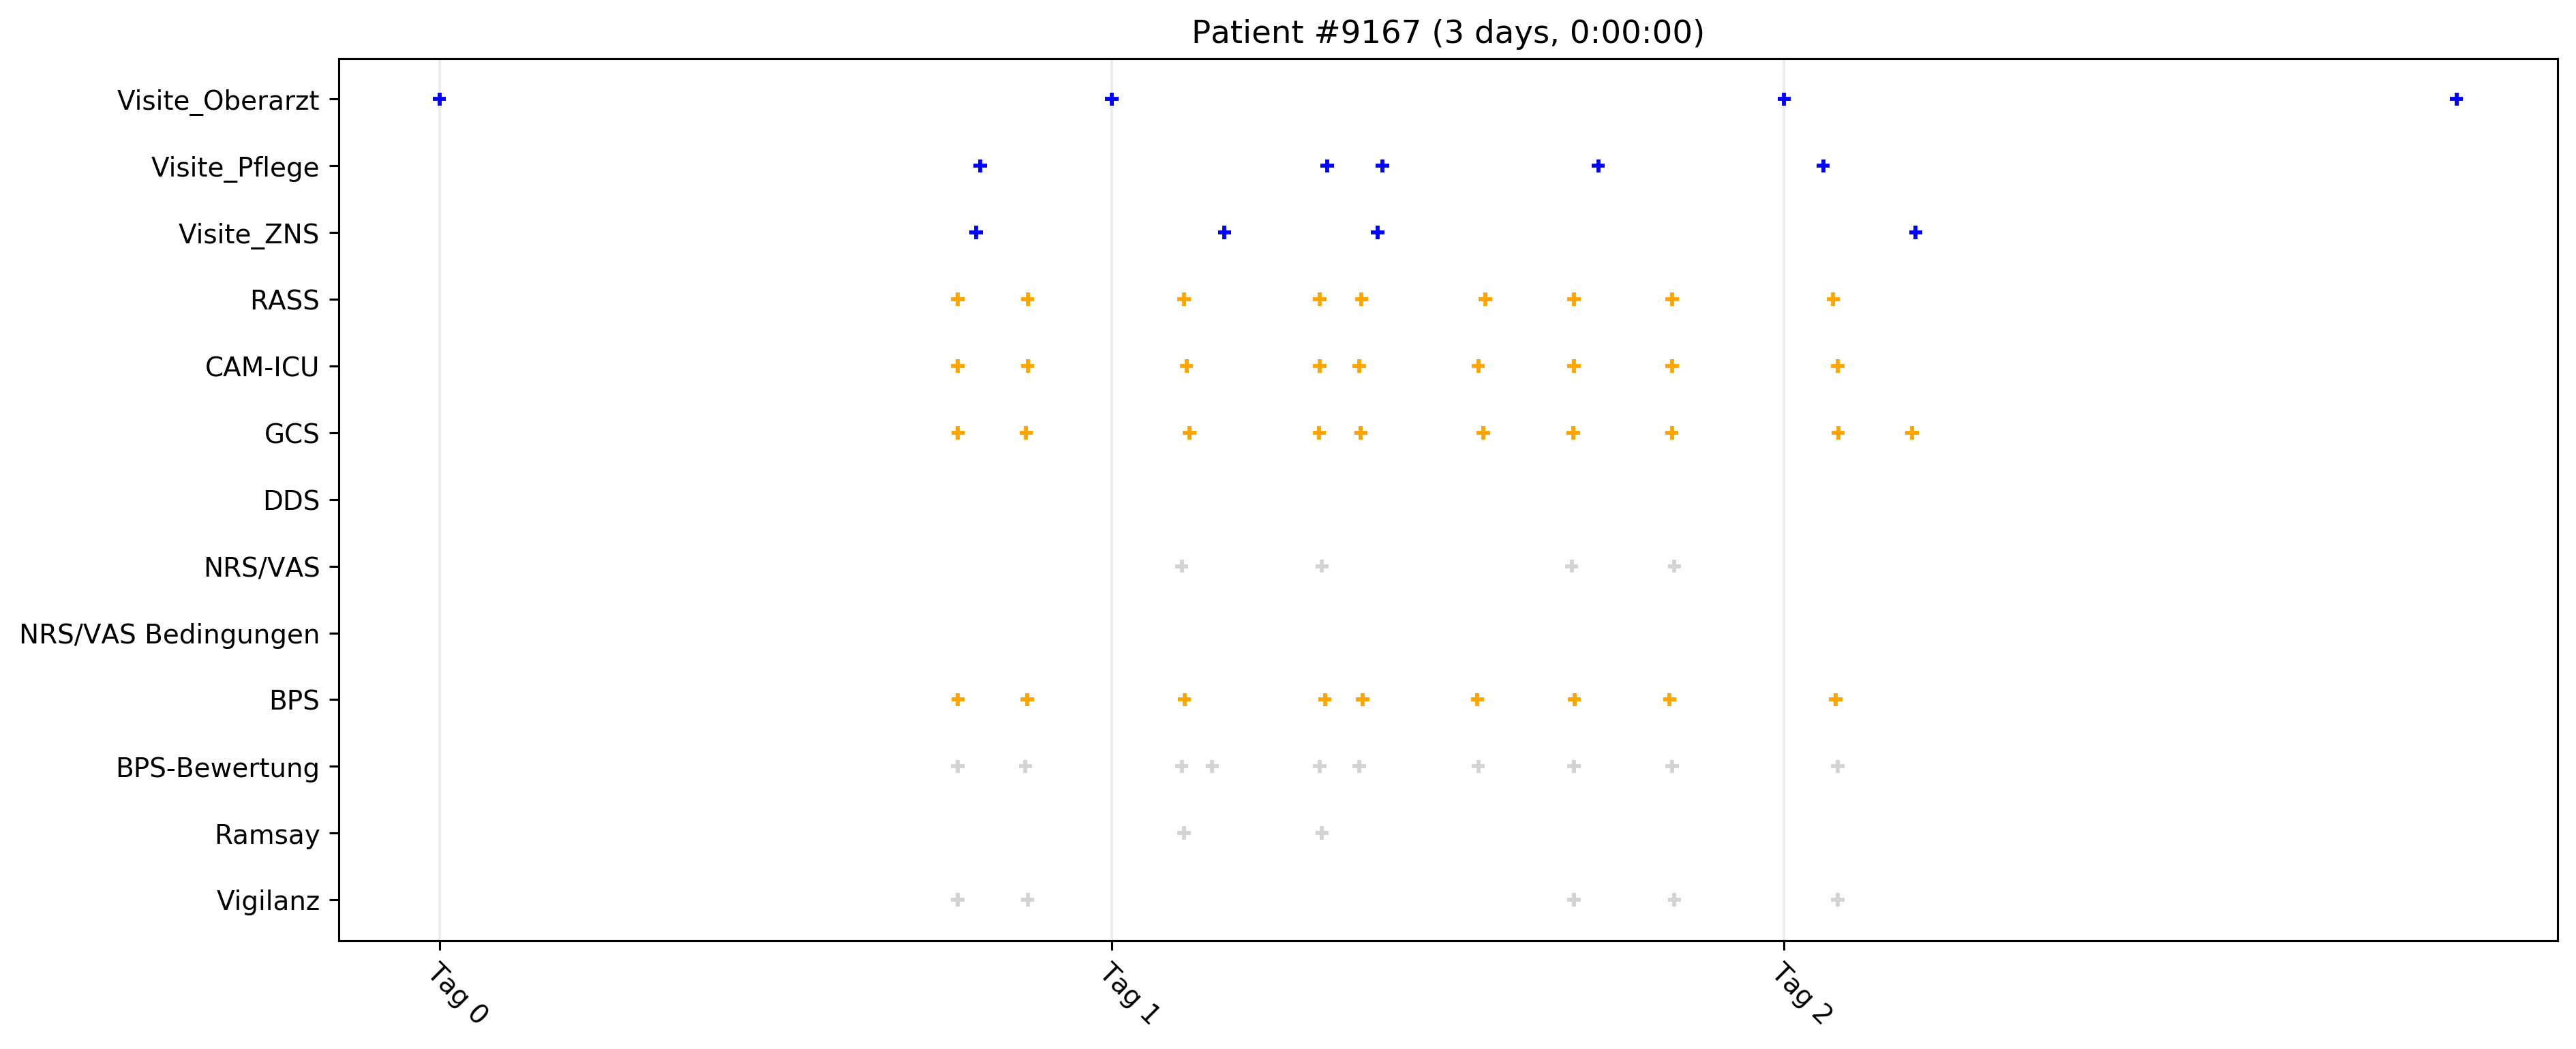 Patient #9167 (3 days, 0:00:00)
Visite_Oberarzt
Visite_Pflege
Visite_ZNS
RASS
CAM-ICU
GCS
DDS
NRS/VAS
NRS/VAS Bedingungen
BPS
BPS-Bewertung
Ramsay
Vigilanz
Tag 0
Tag 1
Tag 2